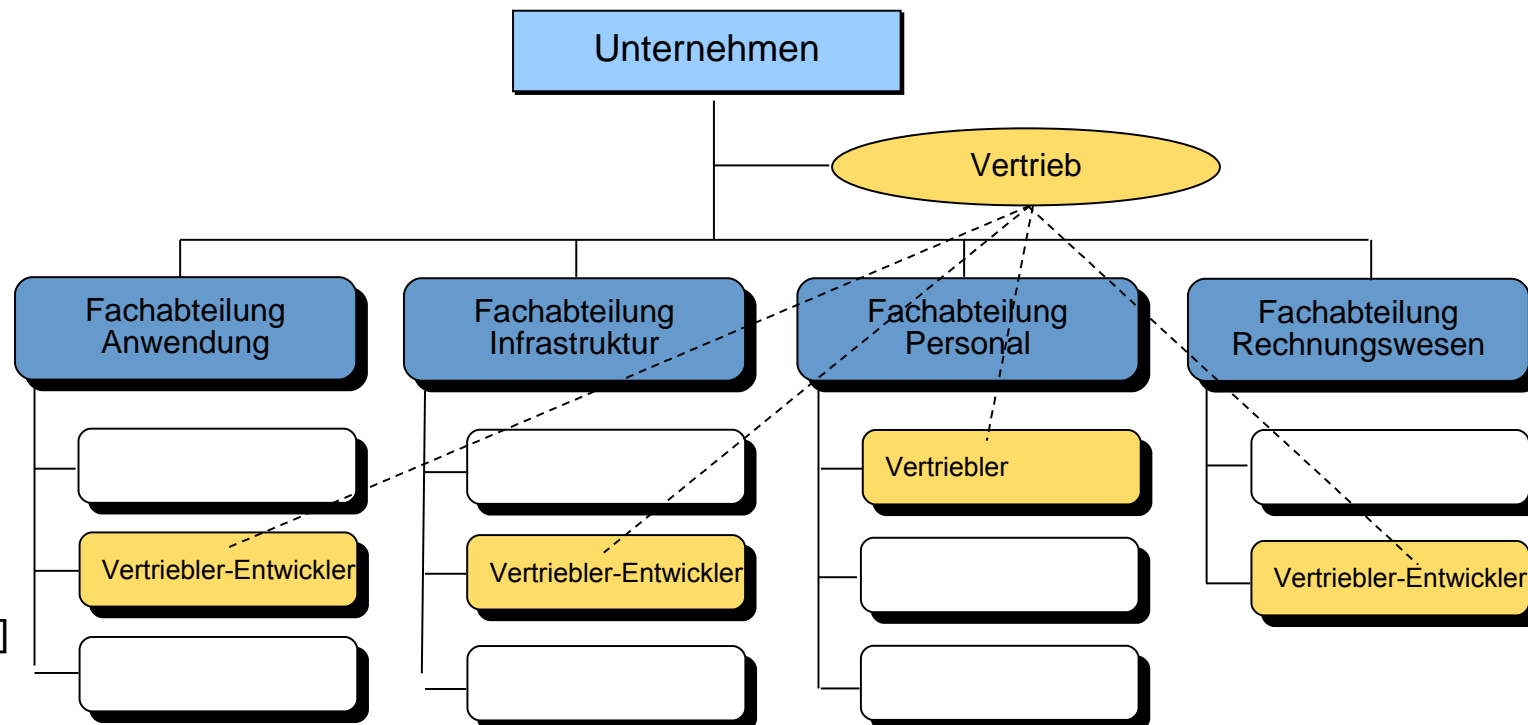 Unternehmen
Vertrieb
Fachabteilung
Anwendung
Fachabteilung
Infrastruktur
Fachabteilung
Personal
Fachabteilung
Rechnungswesen
Vertriebler
Vertriebler-Entwickler
Vertriebler-Entwickler
Vertriebler-Entwickler
]